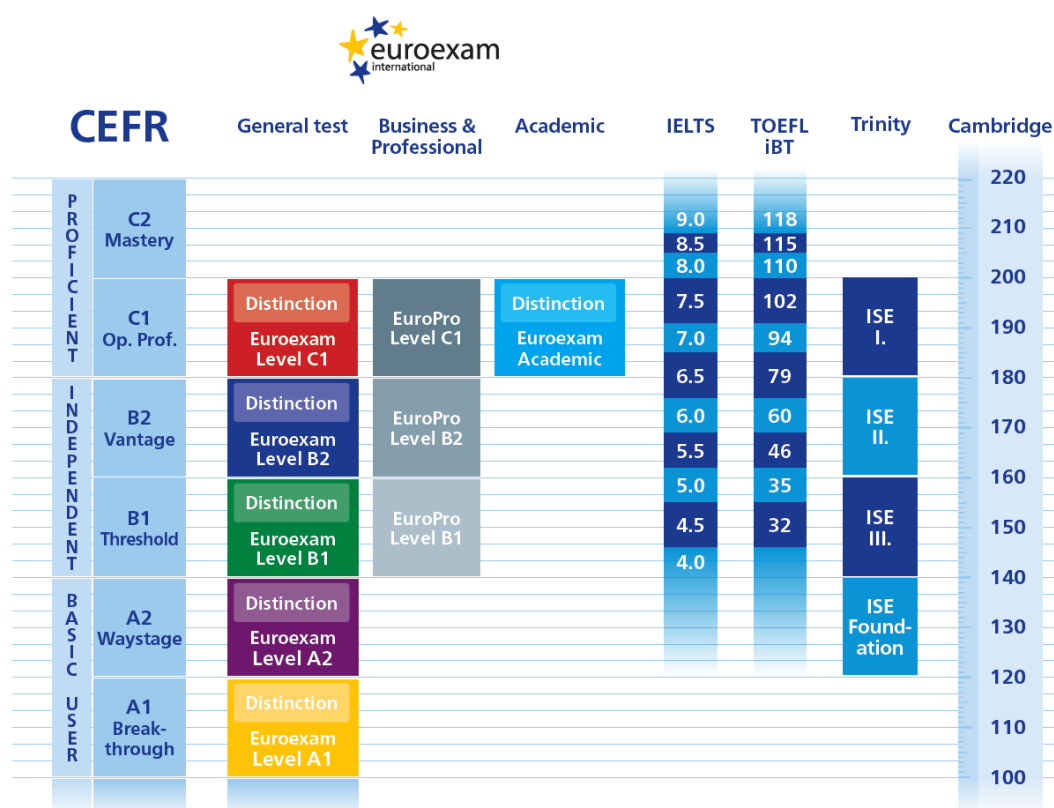 euroexam
international
CEFR
General test
Business &
Professional
Academic
IELTS
TOEFL
iBT
Trinity
Cambridge
PROFICIENT
C2
Mastery
C1
Op. Prof.
INDEPENDENT
B2
Vantage
B1
Threshold
BASIC USER
A2
Waystage
A1
Break-
through
Distinction
Euroexam
Level C1
Distinction
Euroexam
Level B2
Distinction
Euroexam
Level B1
Distinction
Euroexam
Level A2
Distinction
Euroexam
Level A1
EuroPro
Level C1
EuroPro
Level B2
EuroPro
Level B1
Distinction
Euroexam
Academic
9.0
8.5
8.0
7.5
7.0
6.5
6.0
5.5
5.0
4.5
4.0
118
115
110
102
94
79
60
46
35
32
ISE
I.
ISE
II.
ISE
III.
ISE
Found-
ation
220
210
200
190
180
170
160
150
140
130
120
110
100